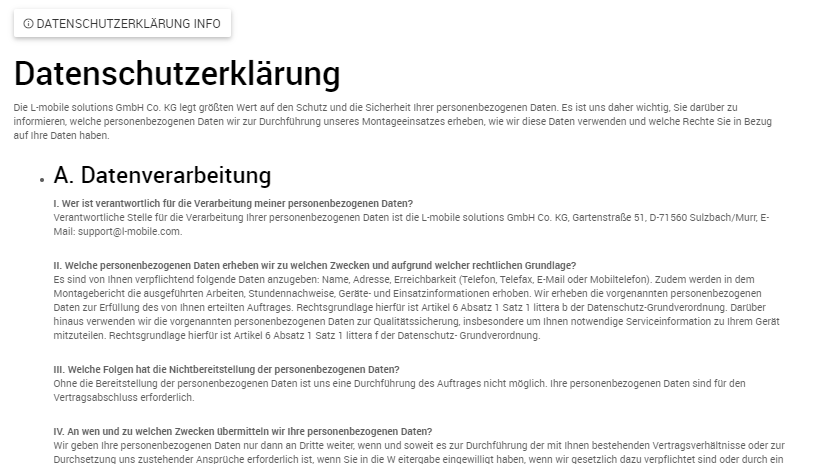 DATENSCHUTZERKLÄRUNG INFO
Datenschutzerklärung
Die L-mobile solutions GmbH Co. KG legt größten Wert auf den Schutz und die Sicherheit Ihrer personenbezogenen Daten. Es ist uns daher wichtig, Sie darüber zu
informieren, welche personenbezogenen Daten wir zur Durchführung unseres Montageeinsatzes erheben, wie wir diese Daten verwenden und welche Rechte Sie in Bezug
auf Ihre Daten haben.
• A. Datenverarbeitung
I. Wer ist verantwortlich für die Verarbeitung meiner personenbezogenen Daten?
Verantwortliche Stelle für die Verarbeitung Ihrer personenbezogenen Daten ist die L-mobile solutions GmbH Co. KG, Gartenstraße 51, D-71560 Sulzbach/Murr, E-
Mail: support@l-mobile.com.
II. Welche personenbezogenen Daten erheben wir zu welchen Zwecken und aufgrund welcher rechtlichen Grundlage?
Es sind von Ihnen verpflichtend folgende Daten anzugeben: Name, Adresse, Erreichbarkeit (Telefon, Telefax, E-Mail oder Mobiltelefon). Zudem werden in dem
Montagebericht die ausgeführten Arbeiten, Stundennachweise, Geräte- und Einsatzinformationen erhoben. Wir erheben die vorgenannten personenbezogenen
Daten zur Erfüllung des von Ihnen erteilten Auftrages. Rechtsgrundlage hierfür ist Artikel 6 Absatz 1 Satz 1 littera b der Datenschutz-Grundverordnung. Darüber
hinaus verwenden wir die vorgenannten personenbezogenen Daten zur Qualitätssicherung, insbesondere um Ihnen notwendige Serviceinformation zu Ihrem Gerät
mitzuteilen. Rechtsgrundlage hierfür ist Artikel 6 Absatz 1 Satz 1 littera f der Datenschutz- Grundverordnung.
III. Welche Folgen hat die Nichtbereitstellung der personenbezogenen Daten?
Ohne die Bereitstellung der personenbezogenen Daten ist uns eine Durchführung des Auftrages nicht möglich. Ihre personenbezogenen Daten sind für den
Vertragsabschluss erforderlich.
IV. An wen und zu welchen Zwecken übermitteln wir Ihre personenbezogenen Daten?
Wir geben Ihre personenbezogenen Daten nur dann an Dritte weiter, wenn und soweit es zur Durchführung der mit Ihnen bestehenden Vertragsverhältnisse oder zur
Durchsetzung uns zustehender Ansprüche erforderlich ist, wenn Sie in die W eitergabe eingewilligt haben, wenn wir gesetzlich dazu verpflichtet sind oder durch ein